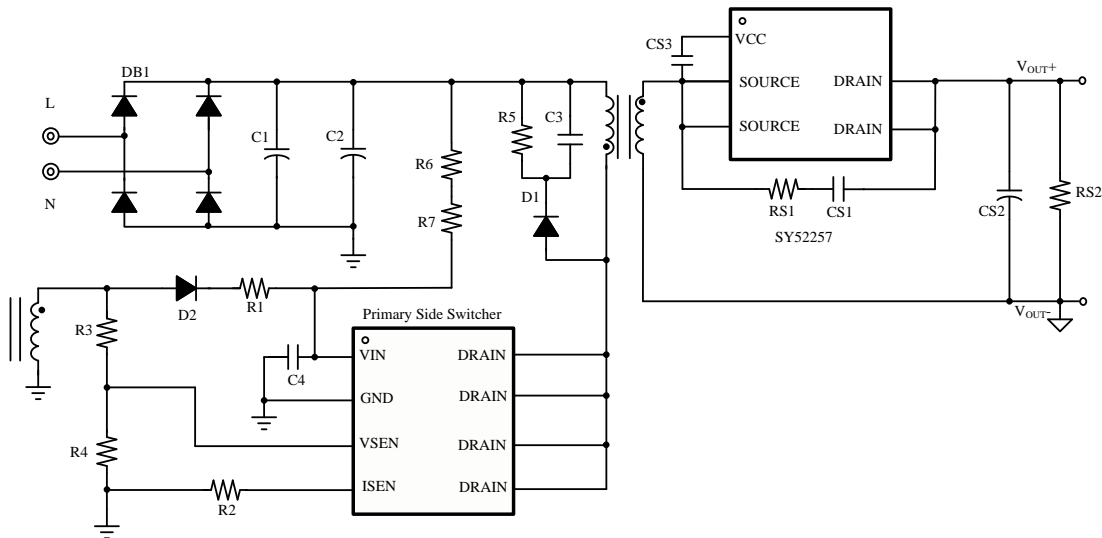 DB1
L
N
C1
C2
R6
R7
R5
C3
D1
CS3
VCC
SOURCE
SOURCE
DRAIN
DRAIN
RS1
CS1
SY52257
CS2
RS2
VOUT+
VOUT-
R3
D2
R1
R4
R2
C4
Primary Side Switcher
VIN
GND
VSEN
ISEN
DRAIN
DRAIN
DRAIN
DRAIN